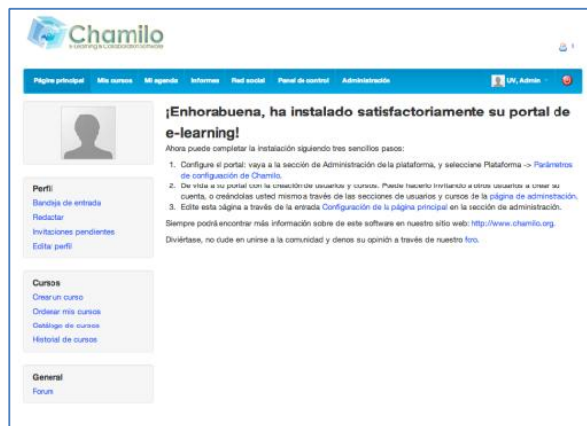 Chamilo
e-Learning & Collaboration Software
1
Página principal Mis cursos Mi agenda Informes Red social Panel de control Administración UV, Admin
¡Enhorabuena, ha instalado satisfactoriamente su portal de
e-learning!
Ahora puede completar la instalación siguiendo tres sencillos pasos:
1. Configure el portal: vaya a la sección de Administración de la plataforma, y seleccione Plataforma -> Parámetros
de configuación de Chamilo.
2. De vida a su portal con la creación de usuarios y cursos. Puede hacerlo invitando a otros usuarios a crear su
cuenta, o creándolas usted mismo a través de las secciones de usuarios y cursos de la página de adminstración.
3. Edite esta página a través de la entrada Configuración de la página principal en la sección de administración.
Siempre podrá encontrar más información sobre de este software en nuestro sitio web: http://www.chamilo.org.
Diviértase, no dude en unirse a la comunidad y denos su opinión a través de nuestro foro.
Perfil
Bandeja de entrada
Redactar
Invitaciones pendientes
Editar perfil
Cursos
Crear un curso
Ordenar mis cursos
Catálogo de cursos
Historial de cursos
General
Forum